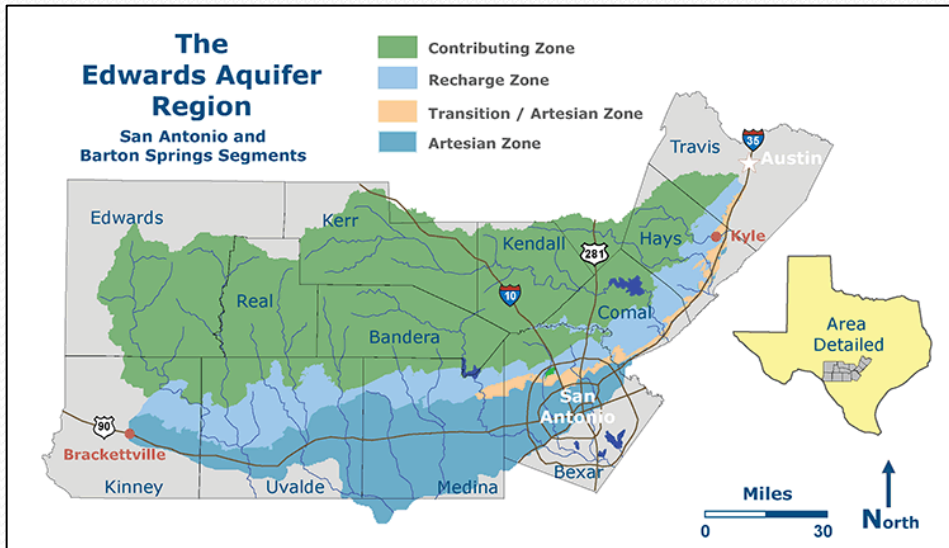 The
Edwards Aquifer
Region
San Antonio and
Barton Springs Segments
Contributing Zone
Recharge Zone
Transition / Artesian Zone
Artesian Zone
35
Travis
Austin
Edwards
Kerr
Kendall
281
Hays
Kyle
Real
10
Comal
Bandera
Area
Detailed
San
Antonio
90
Brackettville
Bexar
Kinney
Uvalde
Medina
Miles
0 30
North